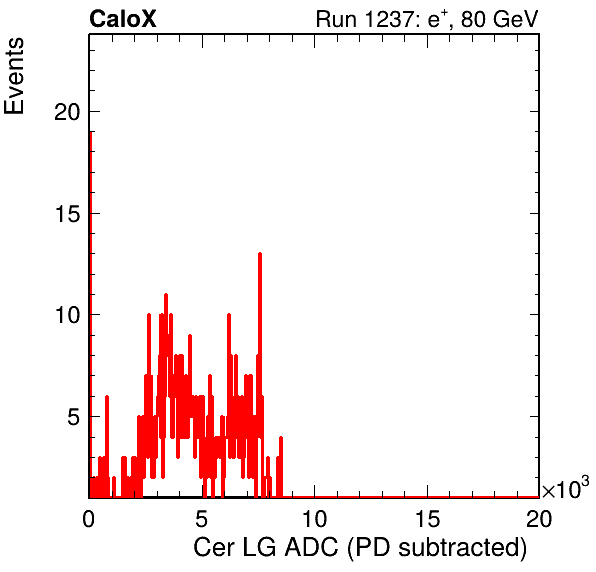 CaloX Run 1237: e⁺, 80 GeV
Events
20
15
10
5
0 5 10 15 20
×10³
Cer LG ADC (PD subtracted)